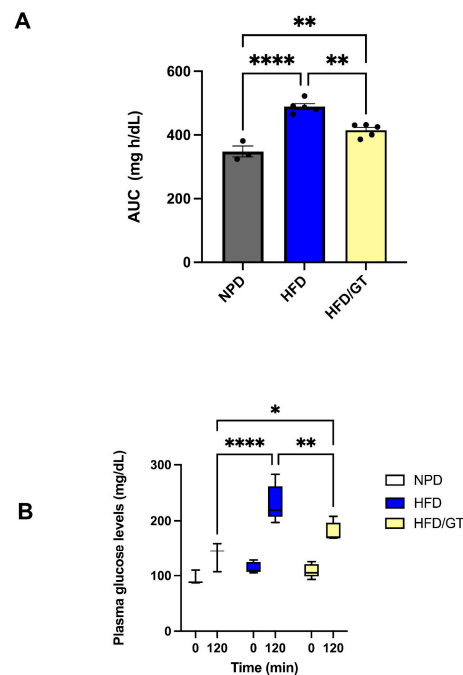 A
**
**** **
600
400
200
0
AUC (mg h/dL)
NPD
HFD
HFD/GT
B
*
**** **
300
200
100
0
Plasma glucose levels (mg/dL)
0 120 0 120 0 120
Time (min)
NPD
HFD
HFD/GT